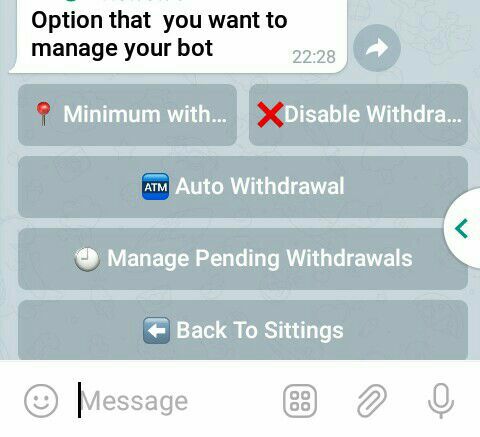 Option that you want to
manage your bot
22:28
📍 Minimum with...
❌Disable Withdra...
🏧 ATM Auto Withdrawal
🕘 Manage Pending Withdrawals
⬅️ Back To Sittings
Message